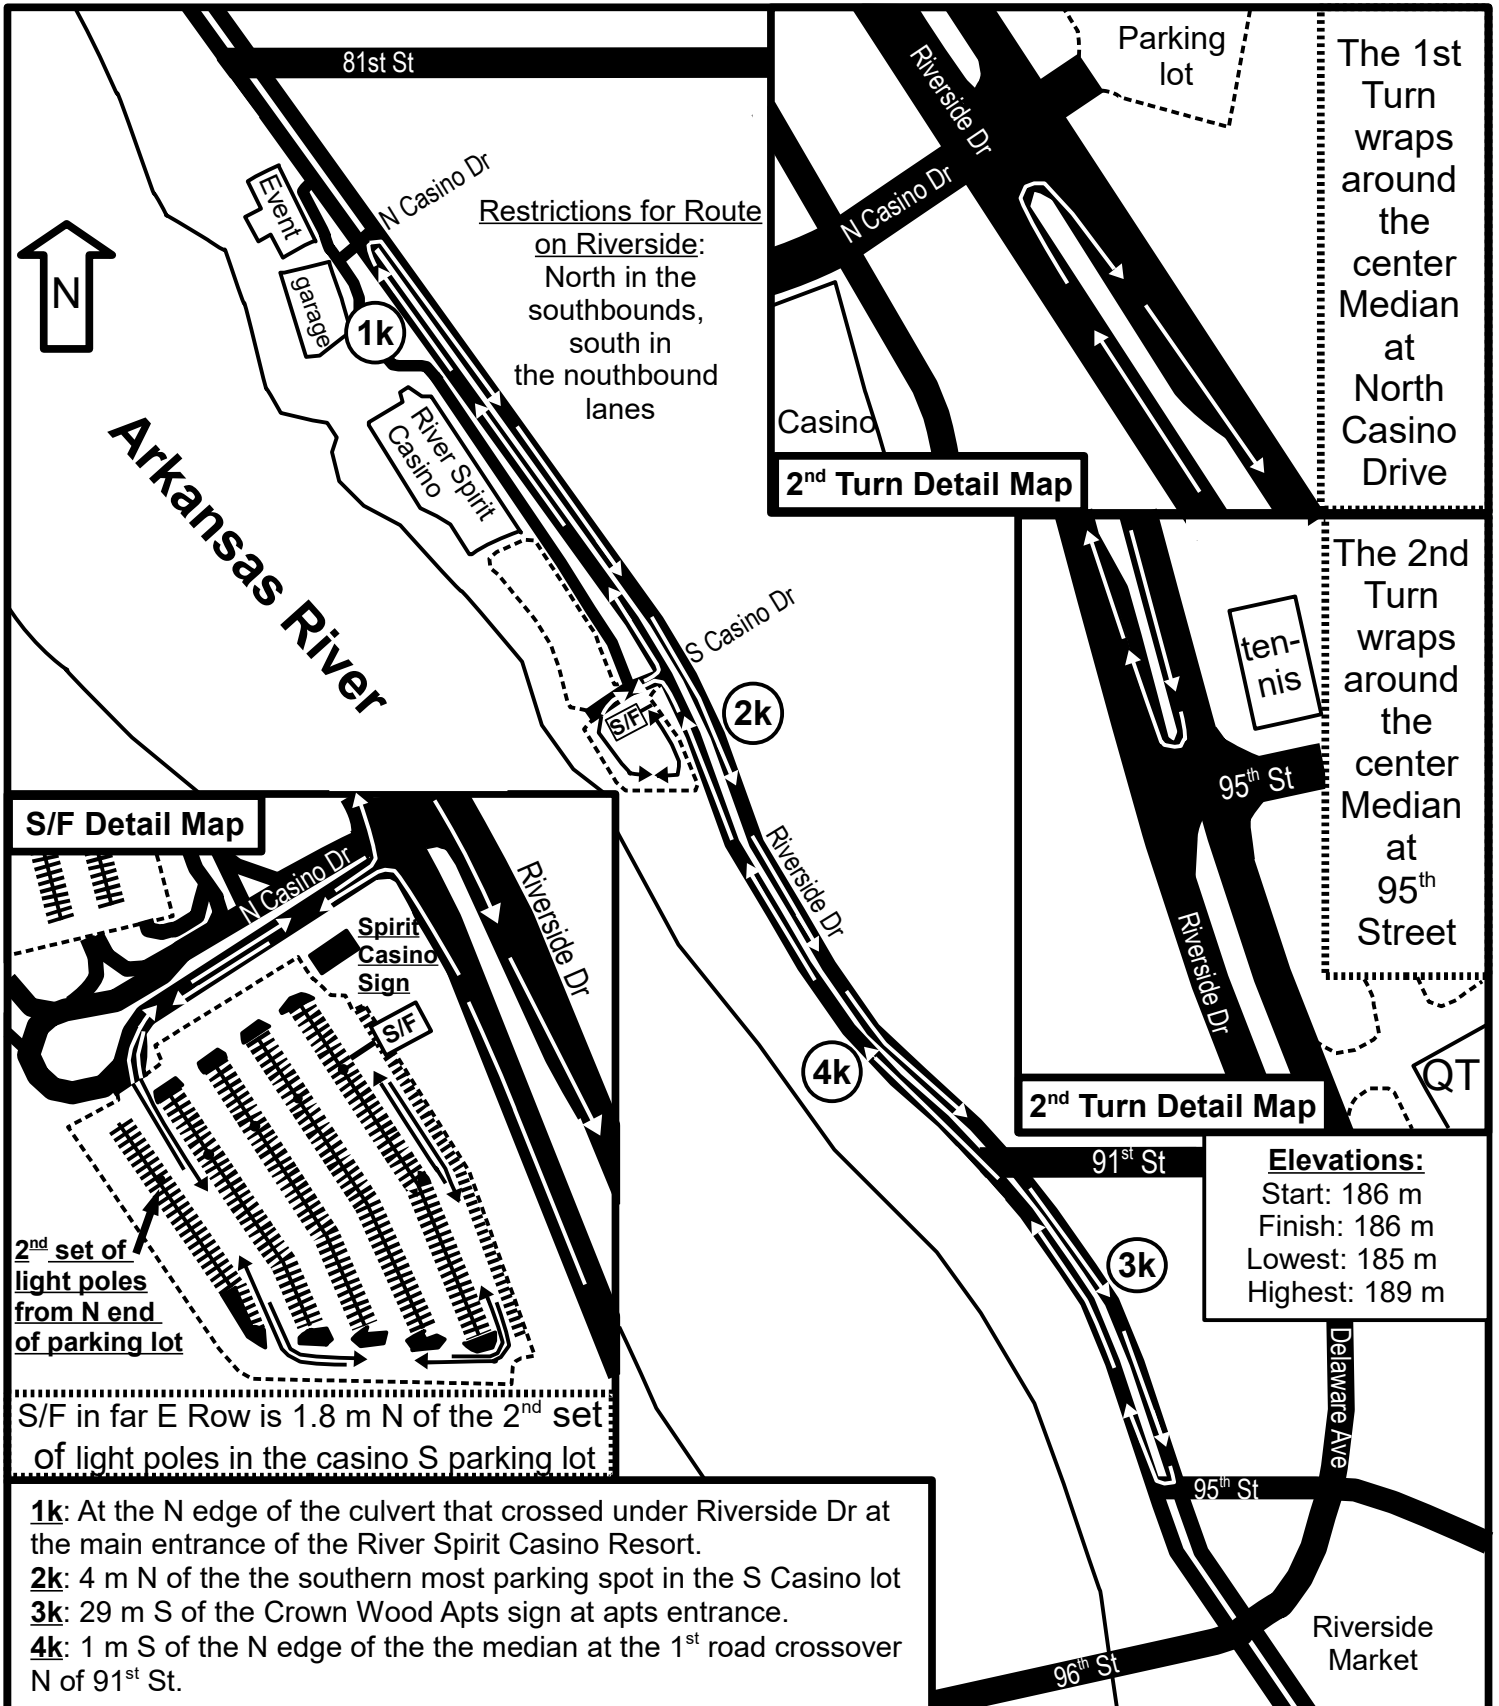 81st St
N Casino Dr
Event
garage
N
1k
Restrictions for Route
on Riverside:
North in the
southbounds,
south in
the nouthbound
lanes
River Spirit
Casino
Arkansas River
S Casino Dr
S/F
2k
Riverside Dr
4k
91st St
3k
95th St
Delaware Ave
96th St
Riverside
Market
Parking
lot
Riverside Dr
N Casino Dr
Casino
2nd Turn Detail Map
The 1st
Turn
wraps
around
the
center
Median
at
North
Casino
Drive
ten-
nis
95th St
Riverside Dr
QT
2nd Turn Detail Map
The 2nd
Turn
wraps
around
the
center
Median
at
95th
Street
Elevations:
Start: 186 m
Finish: 186 m
Lowest: 185 m
Highest: 189 m
S/F Detail Map
N Casino Dr
Riverside Dr
Spirit
Casino
Sign
S/F
2nd set of
light poles
from N end
of parking lot
S/F in far E Row is 1.8 m N of the 2nd set
of light poles in the casino S parking lot
1k: At the N edge of the culvert that crossed under Riverside Dr at
the main entrance of the River Spirit Casino Resort.
2k: 4 m N of the the southern most parking spot in the S Casino lot
3k: 29 m S of the Crown Wood Apts sign at apts entrance.
4k: 1 m S of the N edge of the the median at the 1st road crossover
N of 91st St.